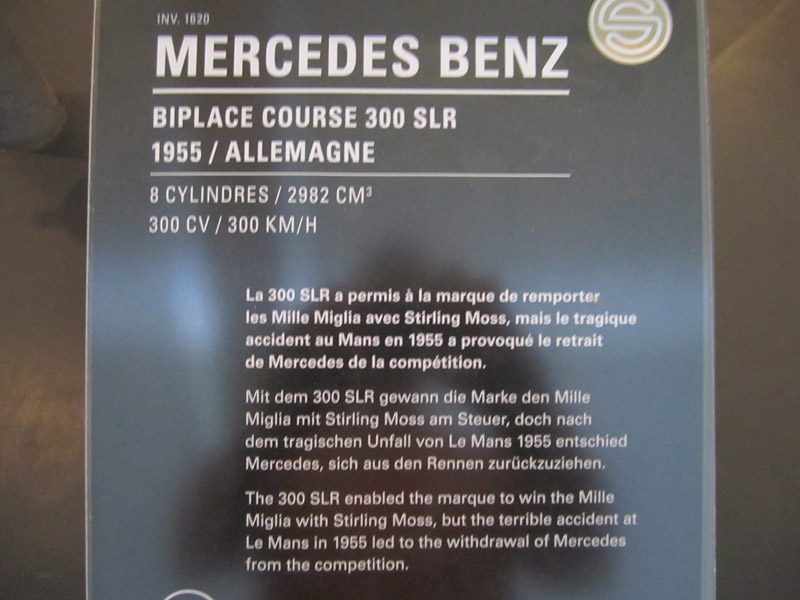 INV. 1620
MERCEDES BENZ
BIPLACE COURSE 300 SLR
1955 / ALLEMAGNE
8 CYLINDRES / 2982 CM³
300 CV / 300 KM/H
La 300 SLR a permis à la marque de remporter
les Mille Miglia avec Stirling Moss, mais le tragique
accident au Mans en 1955 a provoqué le retrait
de Mercedes de la compétition.
Mit dem 300 SLR gewann die Marke den Mille
Miglia mit Stirling Moss am Steuer, doch nach
dem tragischen Unfall von Le Mans 1955 entschied
Mercedes, sich aus den Rennen zurückzuziehen.
The 300 SLR enabled the marque to win the Mille
Miglia with Stirling Moss, but the terrible accident at
Le Mans in 1955 led to the withdrawal of Mercedes
from the competition.